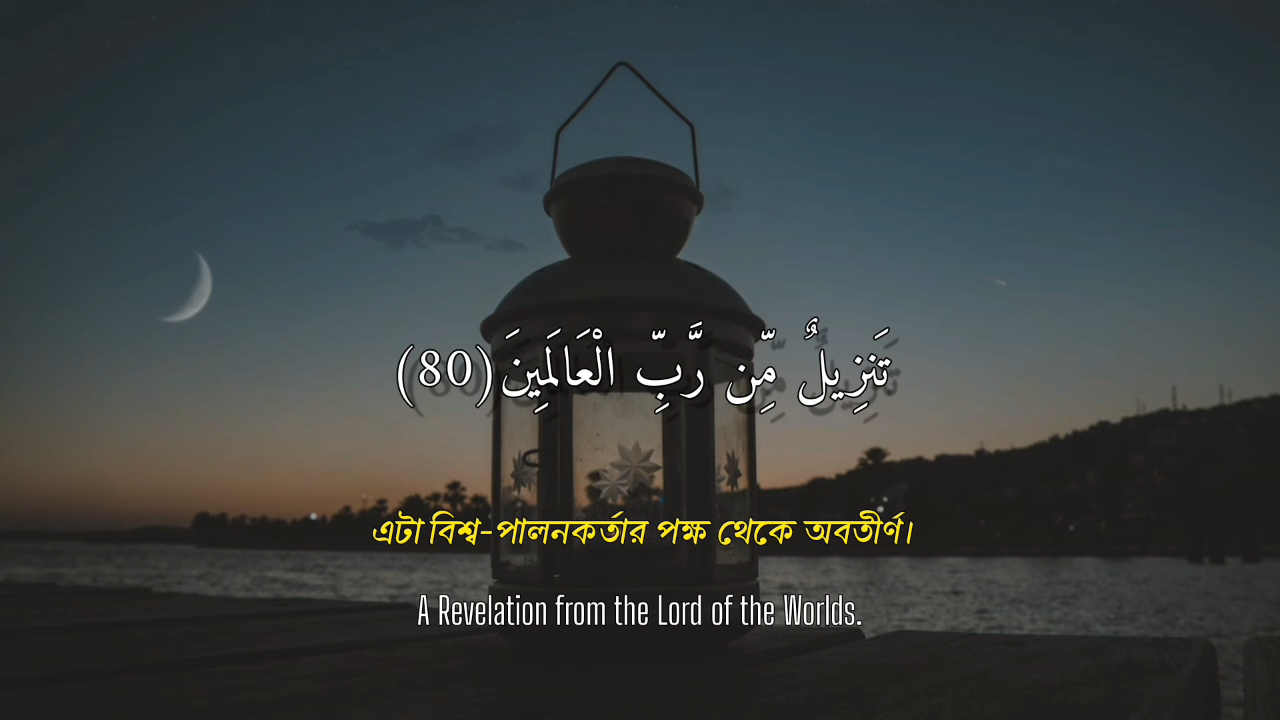 تَنزِيلٌ مِّن رَّبِّ الْعَالَمِينَ(80)
এটা বিশ্ব-পালনকর্তার পক্ষ থেকে অবতীর্ণ।
A Revelation from the Lord of the Worlds.